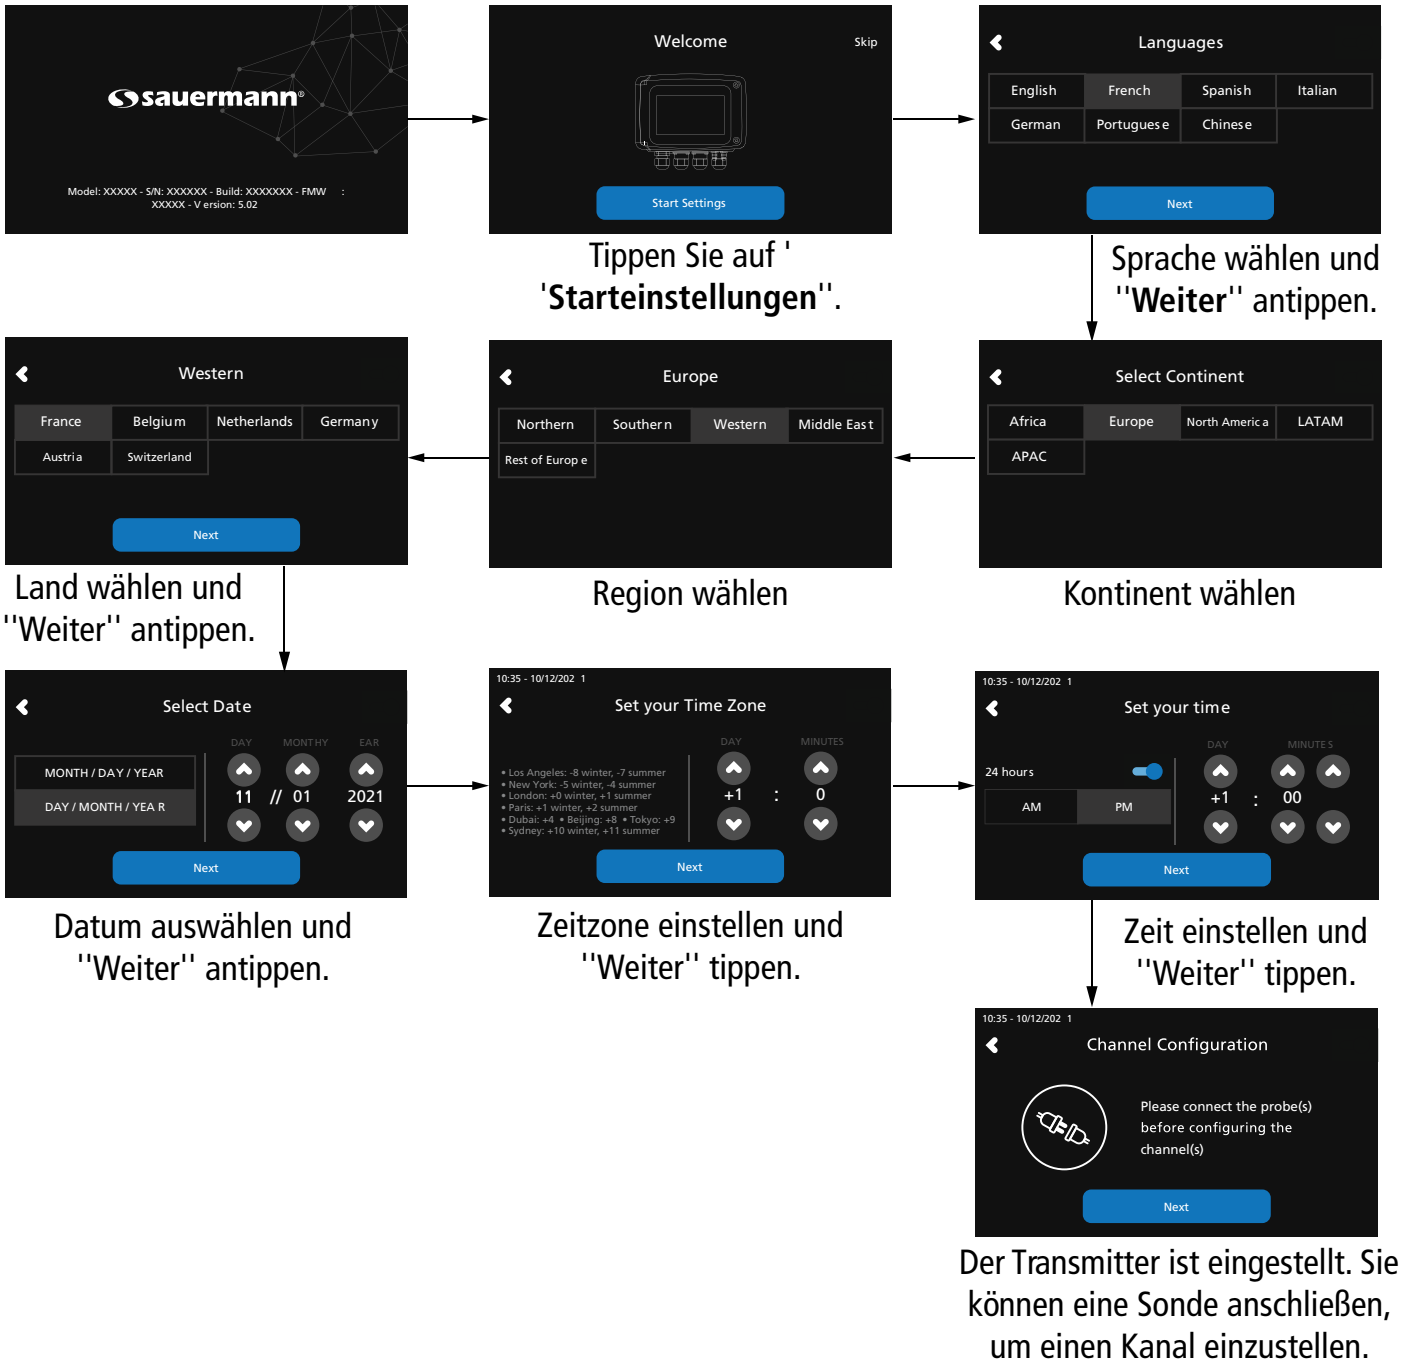 sauermann®
Model: XXXXX - S/N: XXXXXX - Build: XXXXXXX - FMW :
XXXXX - V ersion: 5.02
Welcome
Skip
Start Settings
Tippen Sie auf '
'Starteinstellungen''.
Languages
English French Spanish Italian
German Portuguese Chinese
Next
Sprache wählen und
''Weiter'' antippen.
Select Continent
Africa Europe North America LATAM
APAC
Kontinent wählen
Europe
Northern Southern Western Middle East
Rest of Europe
Region wählen
Western
France Belgium Netherlands Germany
Austria Switzerland
Next
Land wählen und
''Weiter'' antippen.
Select Date
DAY MONTHY EAR
MONTH / DAY / YEAR
DAY / MONTH / YEA R
11 // 01 2021
Next
Datum auswählen und
''Weiter'' antippen.
10:35 - 10/12/202 1
Set your Time Zone
DAY MINUTES
• Los Angeles: -8 winter, -7 summer
• New York: -5 winter, -4 summer
• London: +0 winter, +1 summer
• Paris: +1 winter, +2 summer
• Dubai: +4 • Beijing: +8 • Tokyo: +9
• Sydney: +10 winter, +11 summer
+1 : 0
Next
Zeitzone einstellen und
''Weiter'' tippen.
10:35 - 10/12/202 1
Set your time
DAY MINUTES
24 hours
AM PM
+1 : 00
Next
Zeit einstellen und
''Weiter'' tippen.
10:35 - 10/12/202 1
Channel Configuration
Please connect the probe(s)
before configuring the
channel(s)
Next
Der Transmitter ist eingestellt. Sie
können eine Sonde anschließen,
um einen Kanal einzustellen.